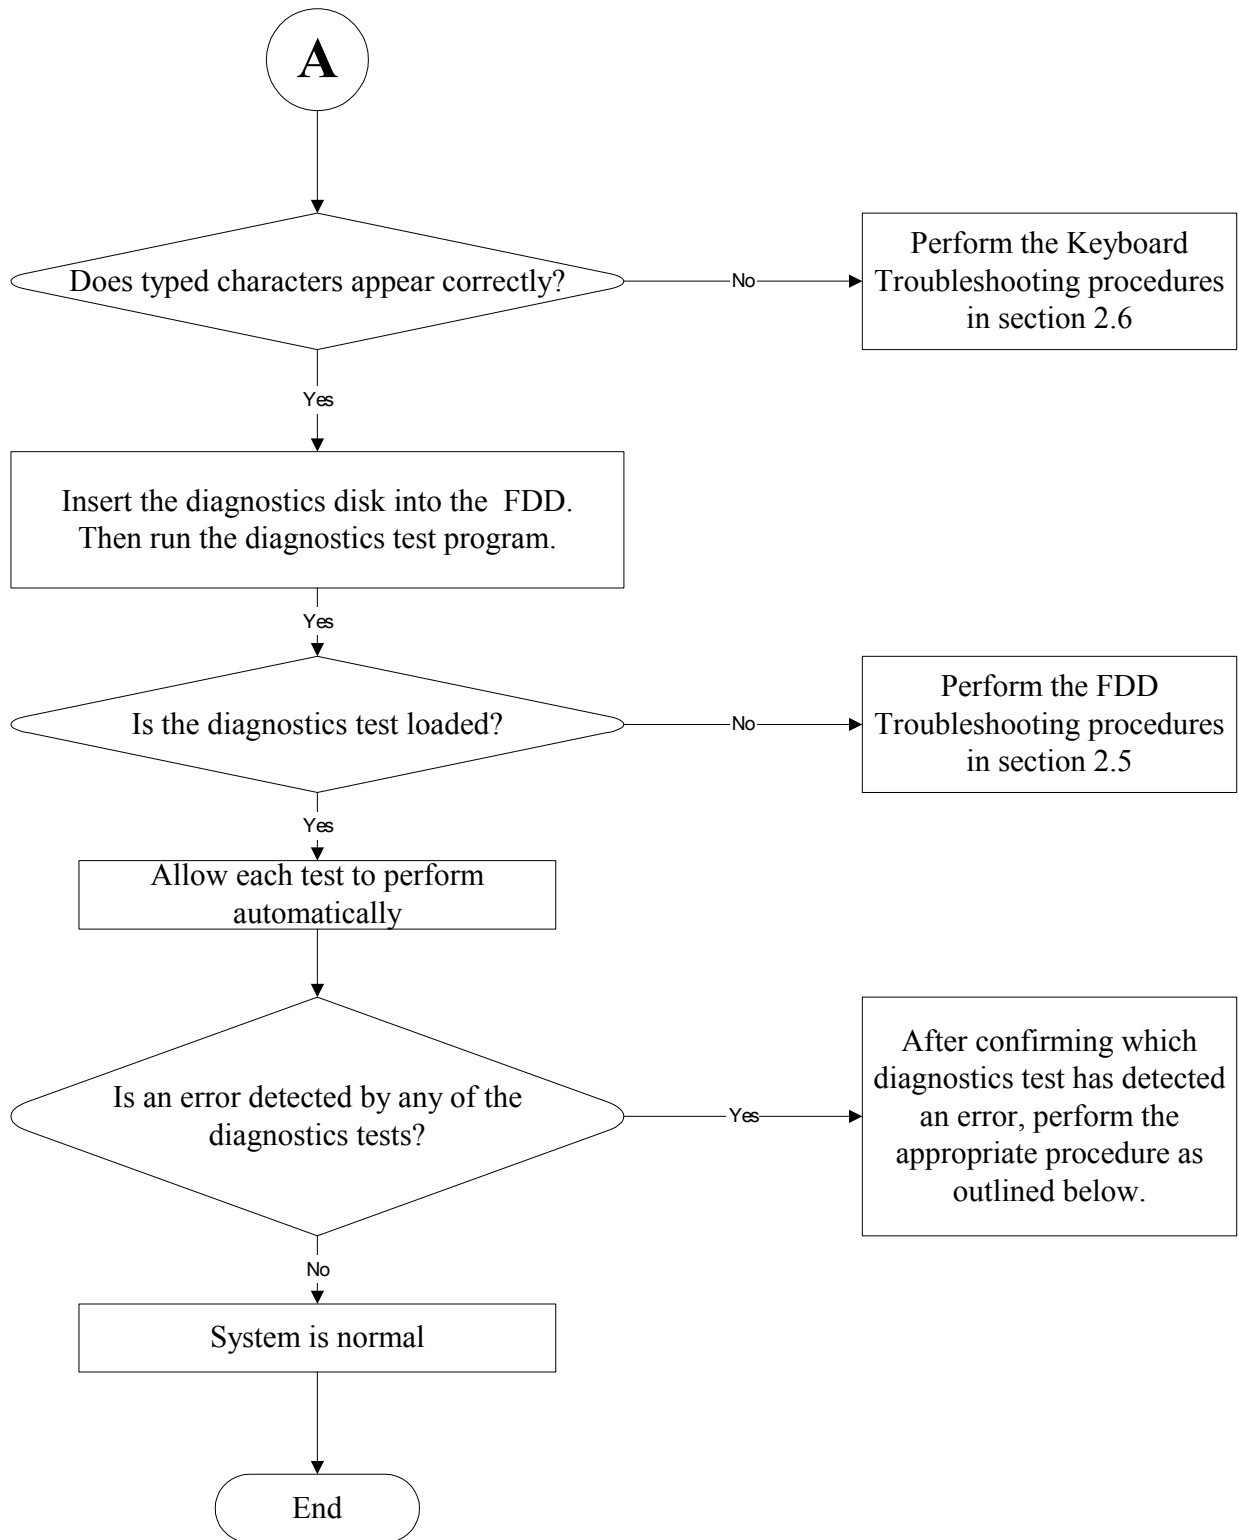 A
Does typed characters appear correctly?
No
Perform the Keyboard
Troubleshooting procedures
in section 2.6
Yes
Insert the diagnostics disk into the  FDD.
Then run the diagnostics test program.
Yes
Is the diagnostics test loaded?
No
Perform the FDD
Troubleshooting procedures
in section 2.5
Yes
Allow each test to perform
automatically
Is an error detected by any of the
diagnostics tests?
Yes
After confirming which
diagnostics test has detected
an error, perform the
appropriate procedure as
outlined below.
No
System is normal
End